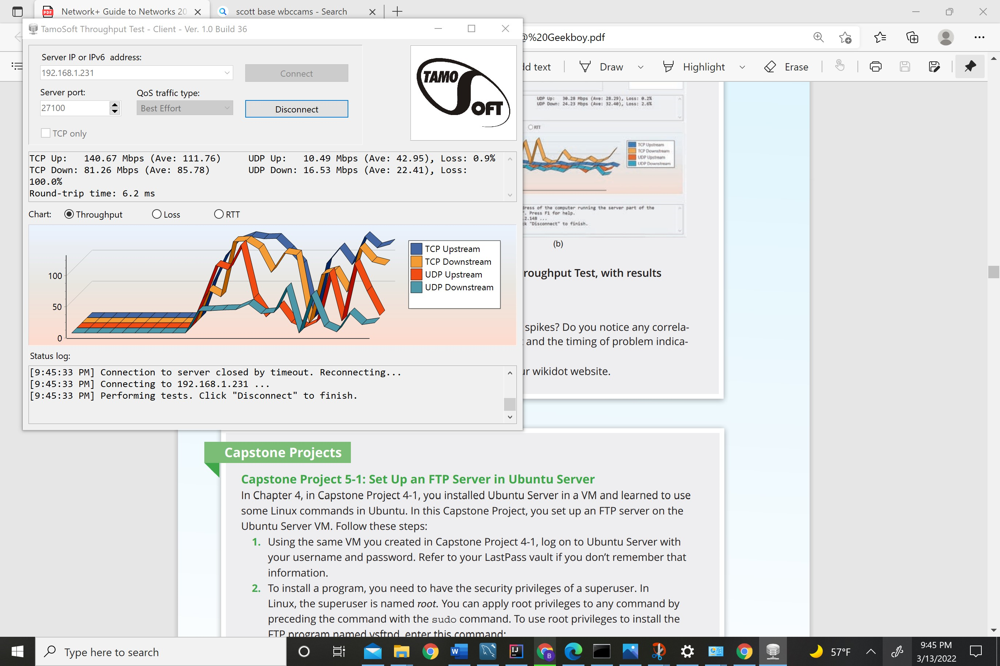 Network+ Guide to Networks 20
scott base wbccams - Search
TamoSoft Throughput Test - Client - Ver. 1.0 Build 36
@%20Geekboy.pdf
Server IP or IPv6 address:
192.168.1.231
Connect
Server port:
QoS traffic type:
27100
Best Effort
Disconnect
TCP only
TAMO
SOFT
dd text
Draw
Highlight
Erase
TCP Up: 140.67 Mbps (Ave: 111.76) UDP Up: 10.49 Mbps (Ave: 42.95), Loss: 0.9%
TCP Down: 81.26 Mbps (Ave: 85.78) UDP Down: 16.53 Mbps (Ave: 22.41), Loss:
100.0%
Round-trip time: 6.2 ms
Chart: Throughput Loss RTT
100
50
0
TCP Upstream
TCP Downstream
UDP Upstream
UDP Downstream
Status log:
[9:45:33 PM] Connection to server closed by timeout. Reconnecting...
[9:45:33 PM] Connecting to 192.168.1.231 ...
[9:45:33 PM] Performing tests. Click "Disconnect" to finish.
UDP Up: 30.28 Mbps (Ave: 28.29), Loss: 0.2%
UDP Down: 24.23 Mbps (Ave: 32.40), Loss: 2.6%
RTT
TCP Upstream
TCP Downstream
UDP Upstream
UDP Downstream
dress of the computer running the server part of the
". Press F1 for help.
2.148 ...
ck "Disconnect" to finish.
(b)
roughput Test, with results
spikes? Do you notice any correla-
and the timing of problem indica-
ur wikidot website.
Capstone Projects
Capstone Project 5-1: Set Up an FTP Server in Ubuntu Server
In Chapter 4, in Capstone Project 4-1, you installed Ubuntu Server in a VM and learned to use
some Linux commands in Ubuntu. In this Capstone Project, you set up an FTP server on the
Ubuntu Server VM. Follow these steps:
1. Using the same VM you created in Capstone Project 4-1, log on to Ubuntu Server with
your username and password. Refer to your LastPass vault if you don't remember that
information.
2. To install a program, you need to have the security privileges of a superuser. In
Linux, the superuser is named root. You can apply root privileges to any command by
preceding the command with the sudo command. To use root privileges to install the
FTP program named vsftpd, enter this command:
Type here to search
57°F
9:45 PM
3/13/2022